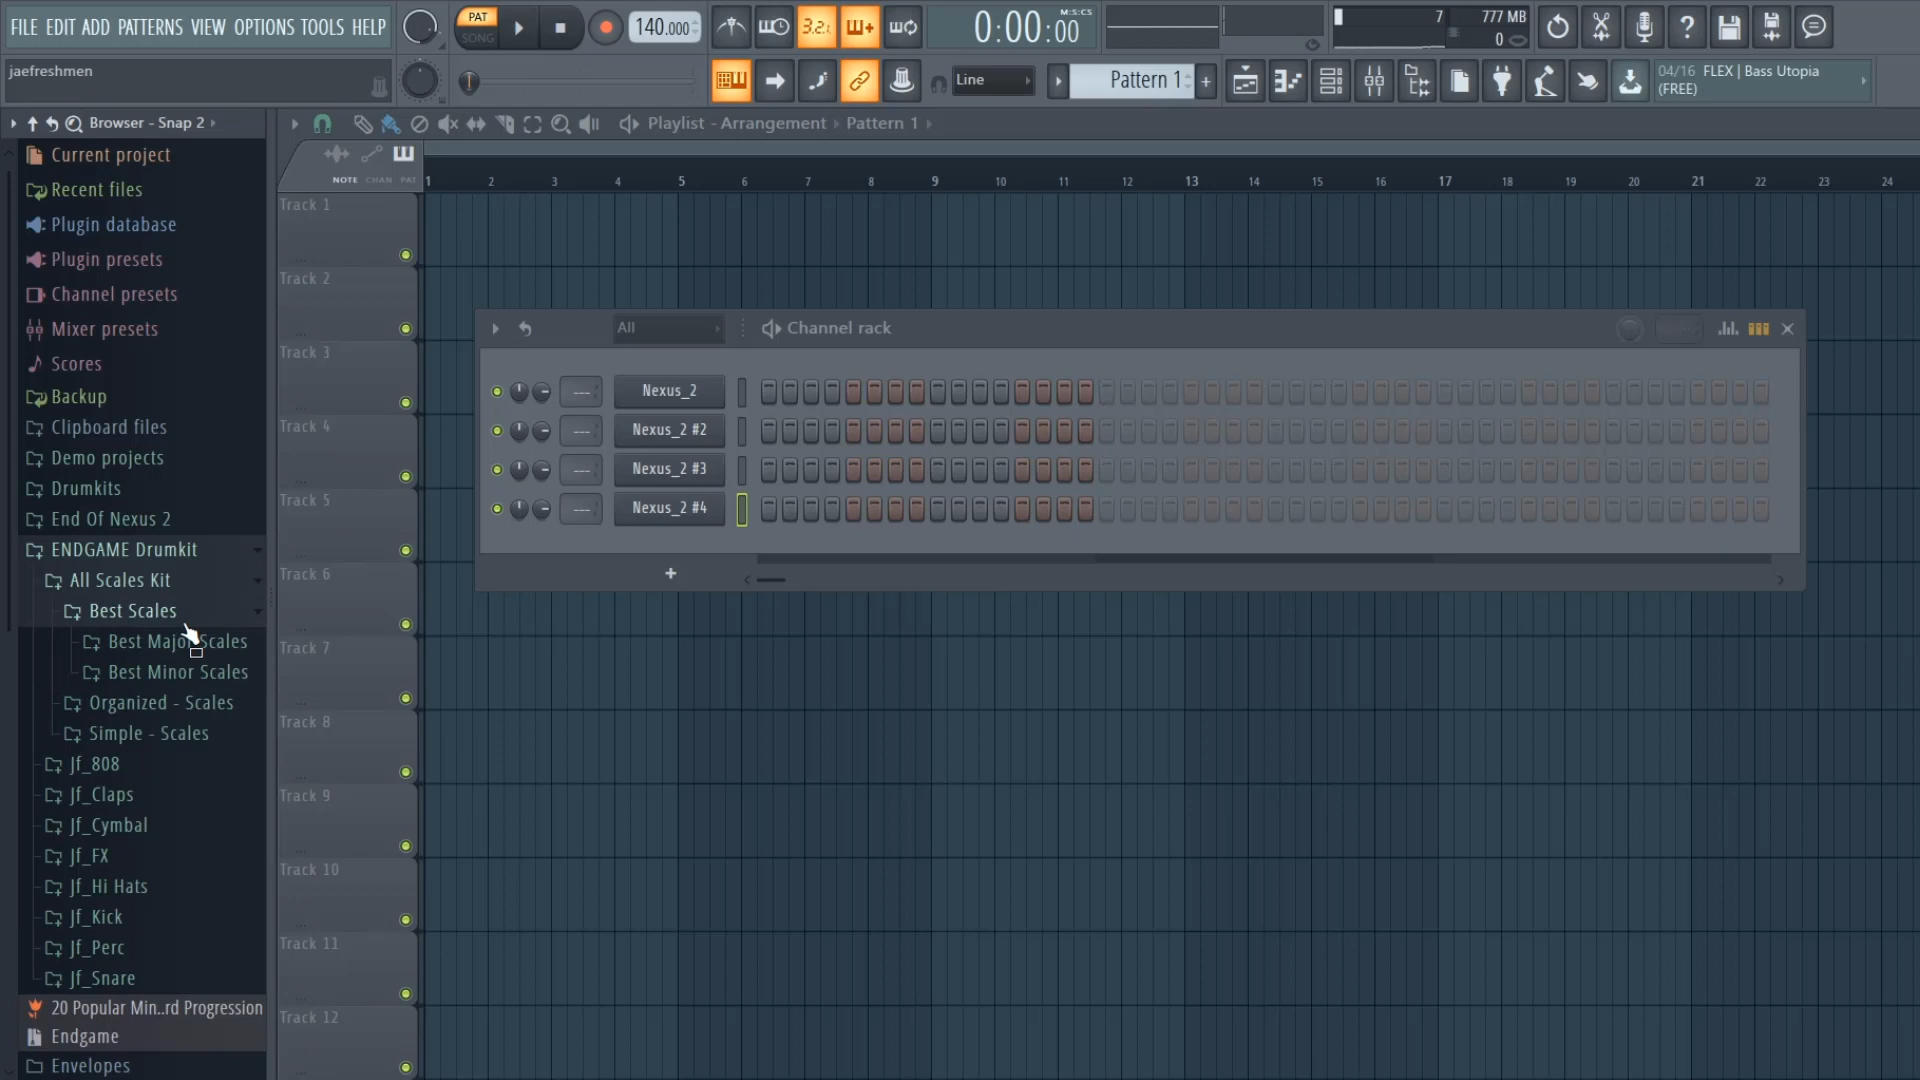 FILE EDIT ADD PATTERNS VIEW OPTIONS TOOLS HELP
PAT
SONG
140.000
3.2.1
0:00:00
M:S:CS
7
777 MB
0
jaefreshmen
Line
Pattern 1
04/16 FLEX | Bass Utopia
(FREE)
Browser - Snap 2
Playlist - Arrangement › Pattern 1
Current project
Recent files
Plugin database
Plugin presets
Channel presets
Mixer presets
Scores
Backup
Clipboard files
Demo projects
Drumkits
End Of Nexus 2
ENDGAME Drumkit
All Scales Kit
Best Scales
Best Major Scales
Best Minor Scales
Organized - Scales
Simple - Scales
Jf_808
Jf_Claps
Jf_Cymbal
Jf_FX
Jf_Hi Hats
Jf_Kick
Jf_Perc
Jf_Snare
20 Popular Min..rd Progression
Endgame
Envelopes
NOTE CHAN PAT
1 2 3 4 5 6 7 8 9 10 11 12 13 14 15 16 17 18 19 20 21 22 23 24
Track 1
Track 2
Track 3
Track 4
Track 5
Track 6
Track 7
Track 8
Track 9
Track 10
Track 11
Track 12
All
Channel rack
Nexus_2
Nexus_2 #2
Nexus_2 #3
Nexus_2 #4